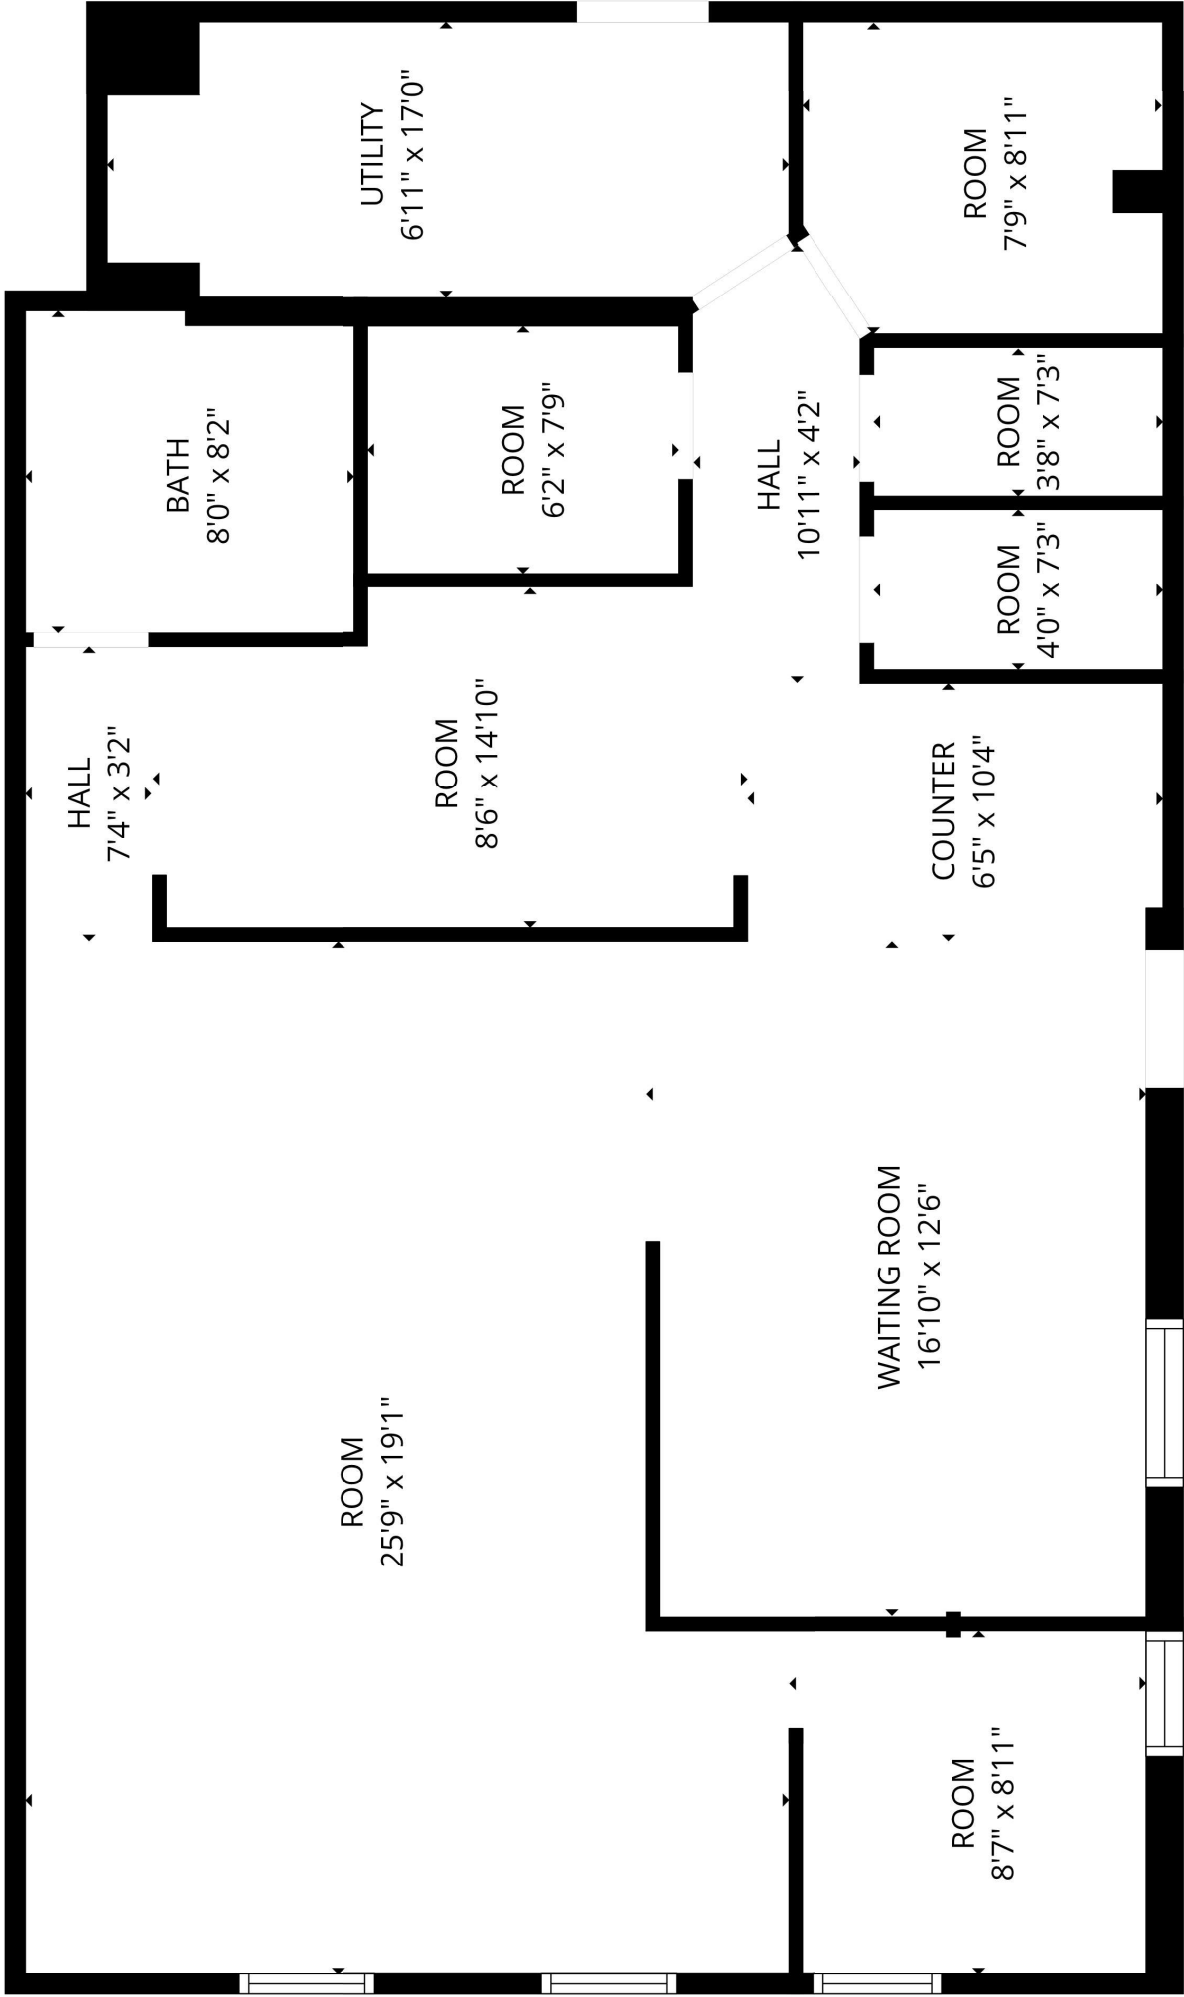 UTILITY
6'11" x 17'0"
ROOM
7'9" x 8'11"
BATH
8'0" x 8'2"
ROOM
6'2" x 7'9"
HALL
10'11" x 4'2"
ROOM
3'8" x 7'3"
ROOM
4'0" x 7'3"
HALL
7'4" x 3'2"
ROOM
8'6" x 14'10"
COUNTER
6'5" x 10'4"
ROOM
25'9" x 19'1"
WAITING ROOM
16'10" x 12'6"
ROOM
8'7" x 8'11"